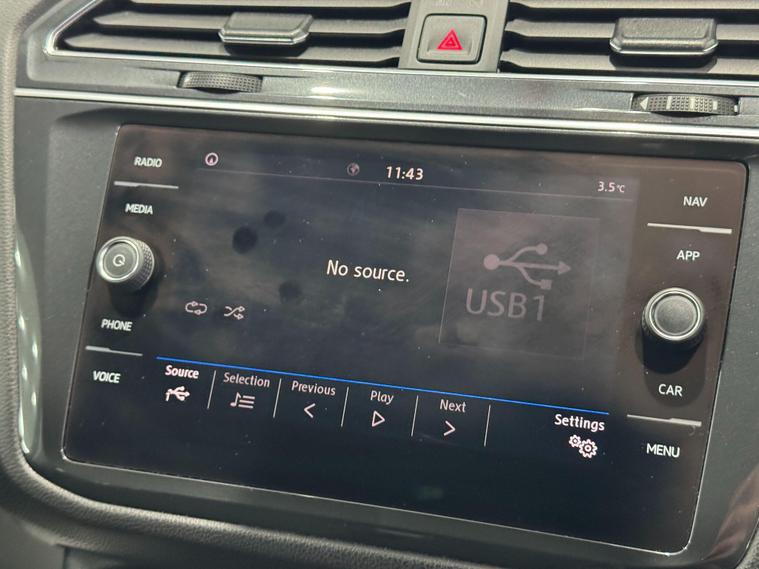 RADIO
MEDIA
PHONE
VOICE
11:43
3.5°C
No source.
USB1
Source
Selection
Previous
Play
Next
Settings
NAV
APP
CAR
MENU